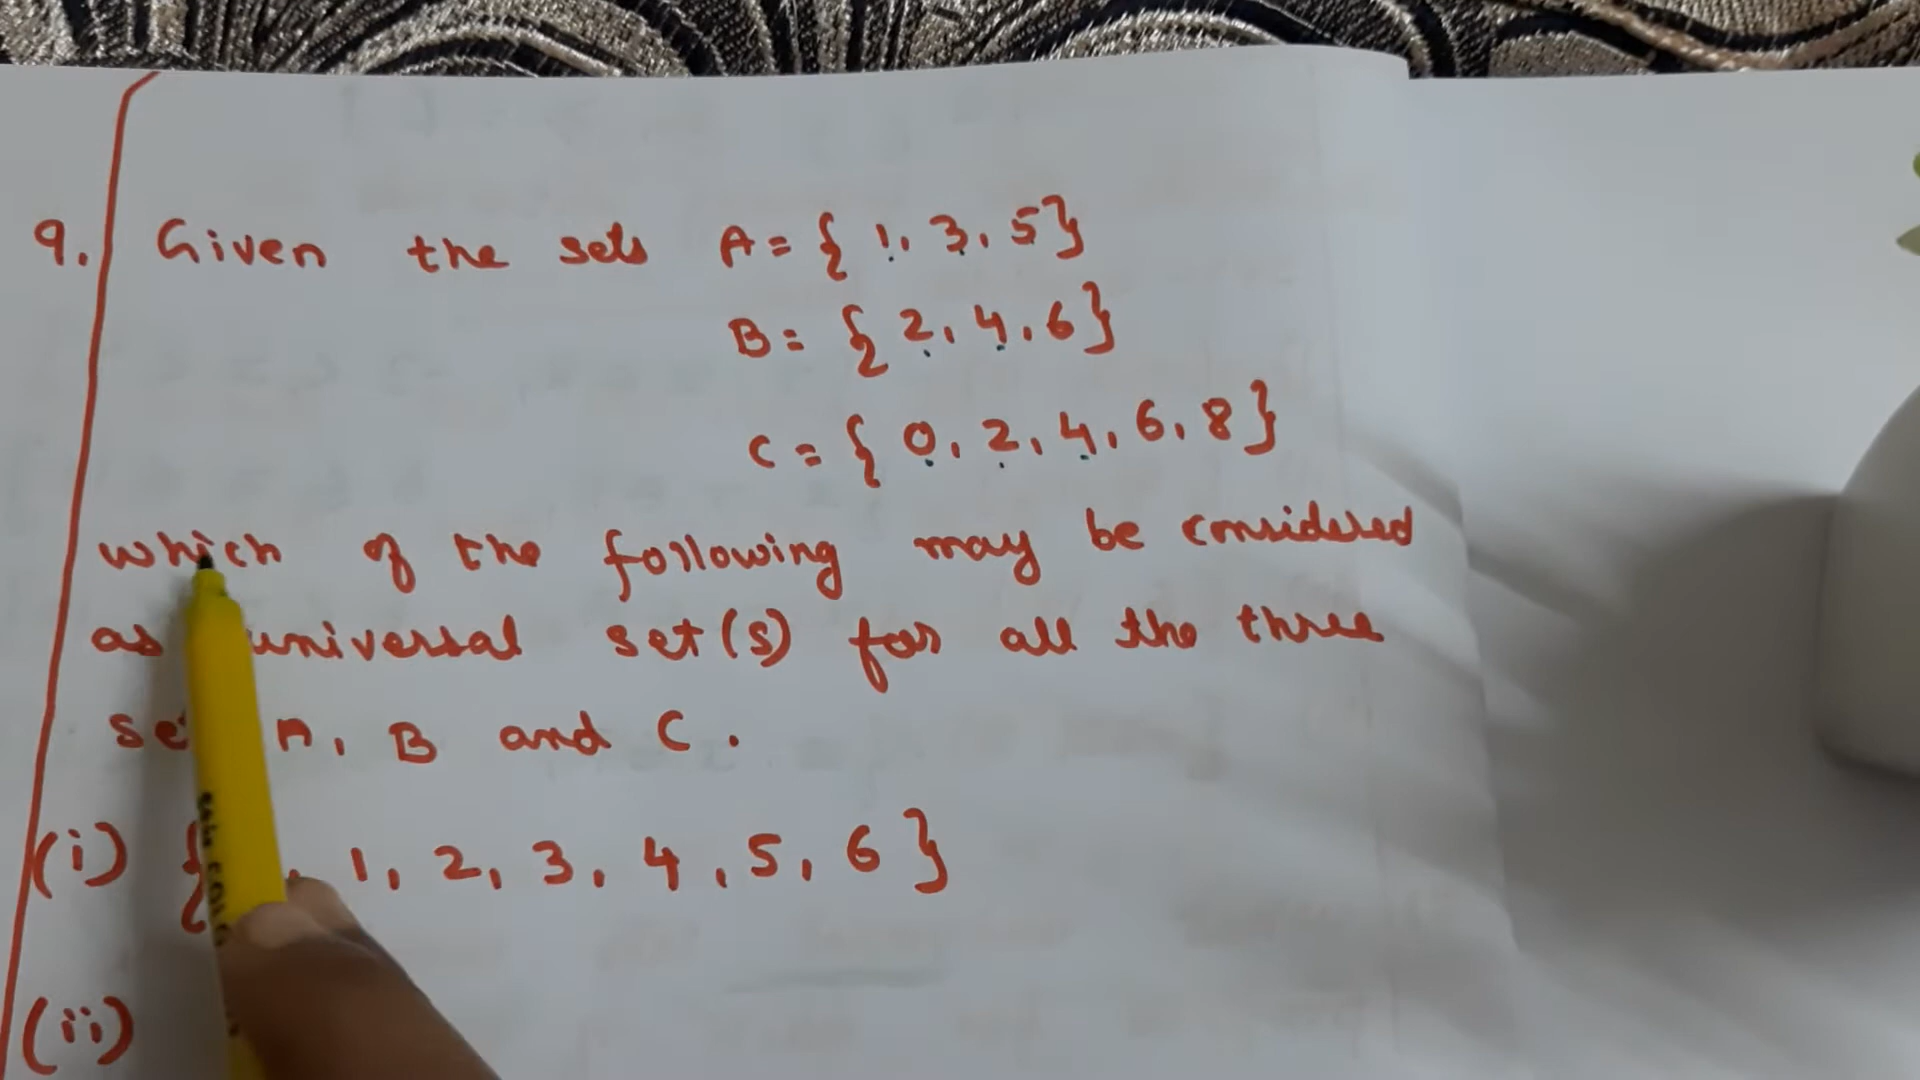 9. Given the sets A = { 1, 3, 5}
B = { 2, 4, 6}
C = { 0, 2, 4, 6, 8 }
which of the following may be considered
as universal set(s) for all the three
A, B and C.
(i) { , 1, 2, 3, 4, 5, 6 }
(ii)